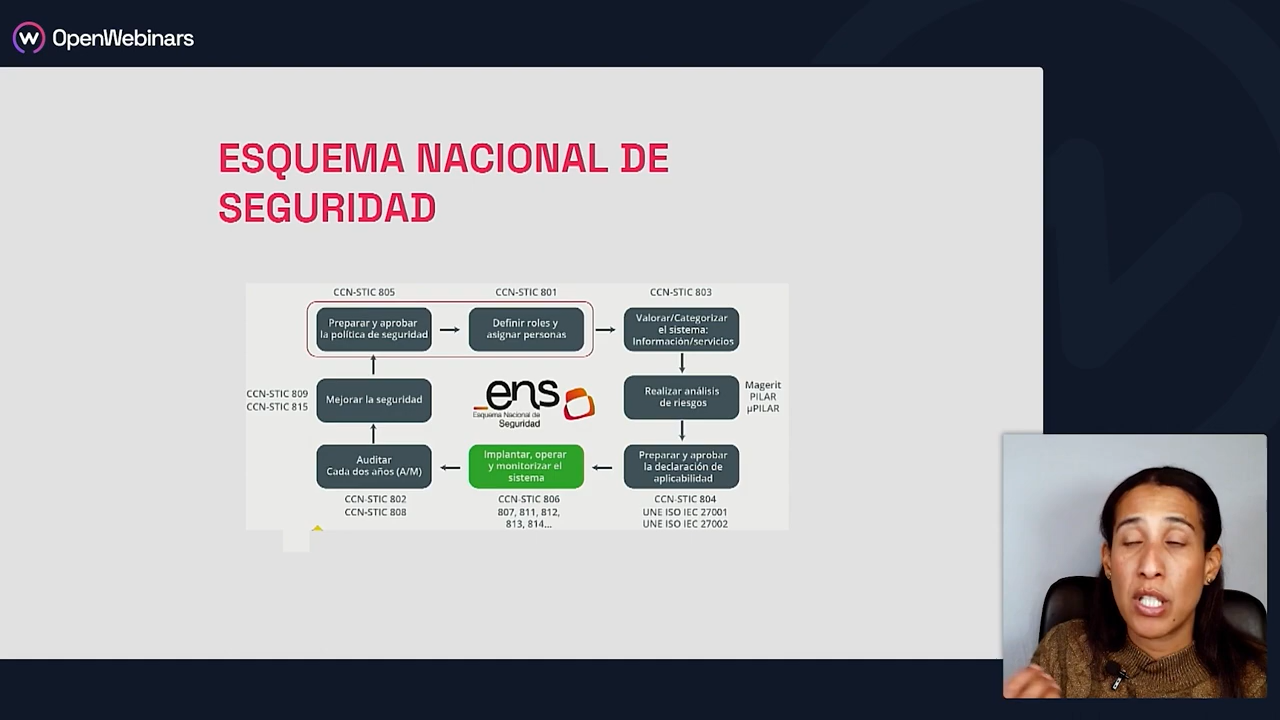 OpenWebinars
ESQUEMA NACIONAL DE
SEGURIDAD
CCN-STIC 805
CCN-STIC 801
CCN-STIC 803
Preparar y aprobar
la política de seguridad
Definir roles y
asignar personas
Valorar/Categorizar
el sistema:
Información/servicios
CCN-STIC 809
CCN-STIC 815
Mejorar la seguridad
_ens
Esquema Nacional de
Seguridad
Realizar análisis
de riesgos
Magerit
PILAR
µPILAR
Auditar
Cada dos años (A/M)
Implantar, operar
y monitorizar el
sistema
Preparar y aprobar
la declaración de
aplicabilidad
CCN-STIC 802
CCN-STIC 808
CCN-STIC 806
807, 811, 812,
813, 814...
CCN-STIC 804
UNE ISO IEC 27001
UNE ISO IEC 27002